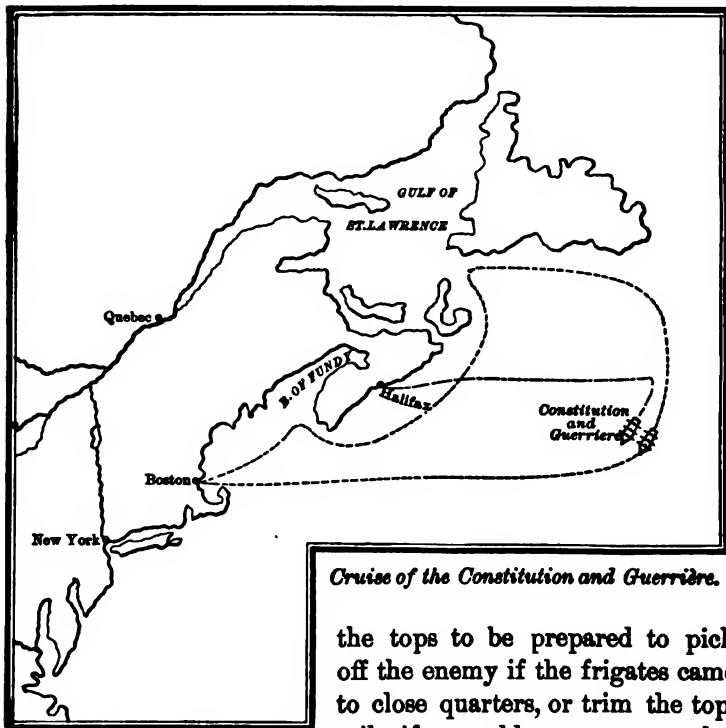 GULF OF
ST. LAWRENCE
Quebec
B. OF FUNDY
Halifax
Constitution
and
Guerriere
Boston
New York
Cruise of the Constitution and Guerrière.
the tops to be prepared to pick
off the enemy if the frigates came
to close quarters, or trim the top